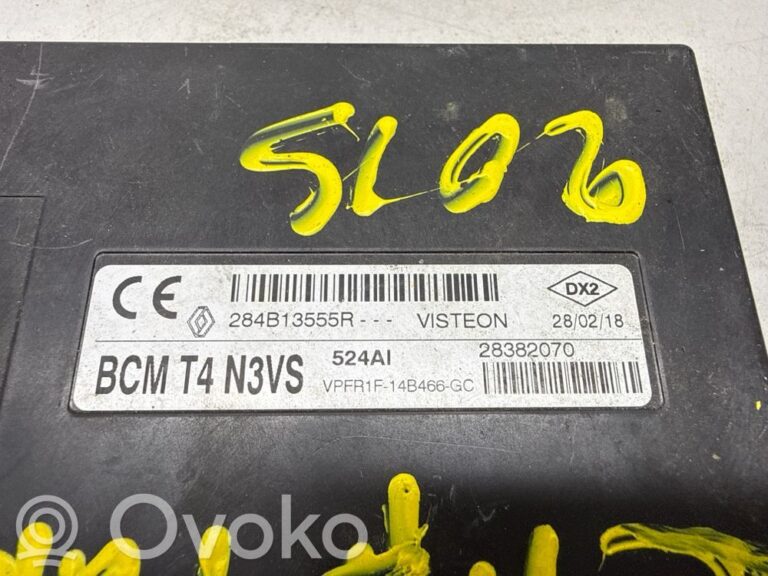 SL06
CE
DX2
284B13555R - - - VISTEON 28/02/18
BCM T4 N3VS 524AI 28382070
VPFR1F-14B466-GC
Ovoko